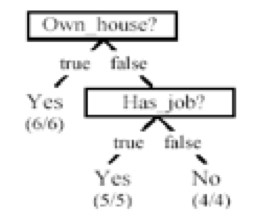 Own_house?
true false
Yes
(6/6)
Has_job?
true false
Yes No
(5/5) (4/4)